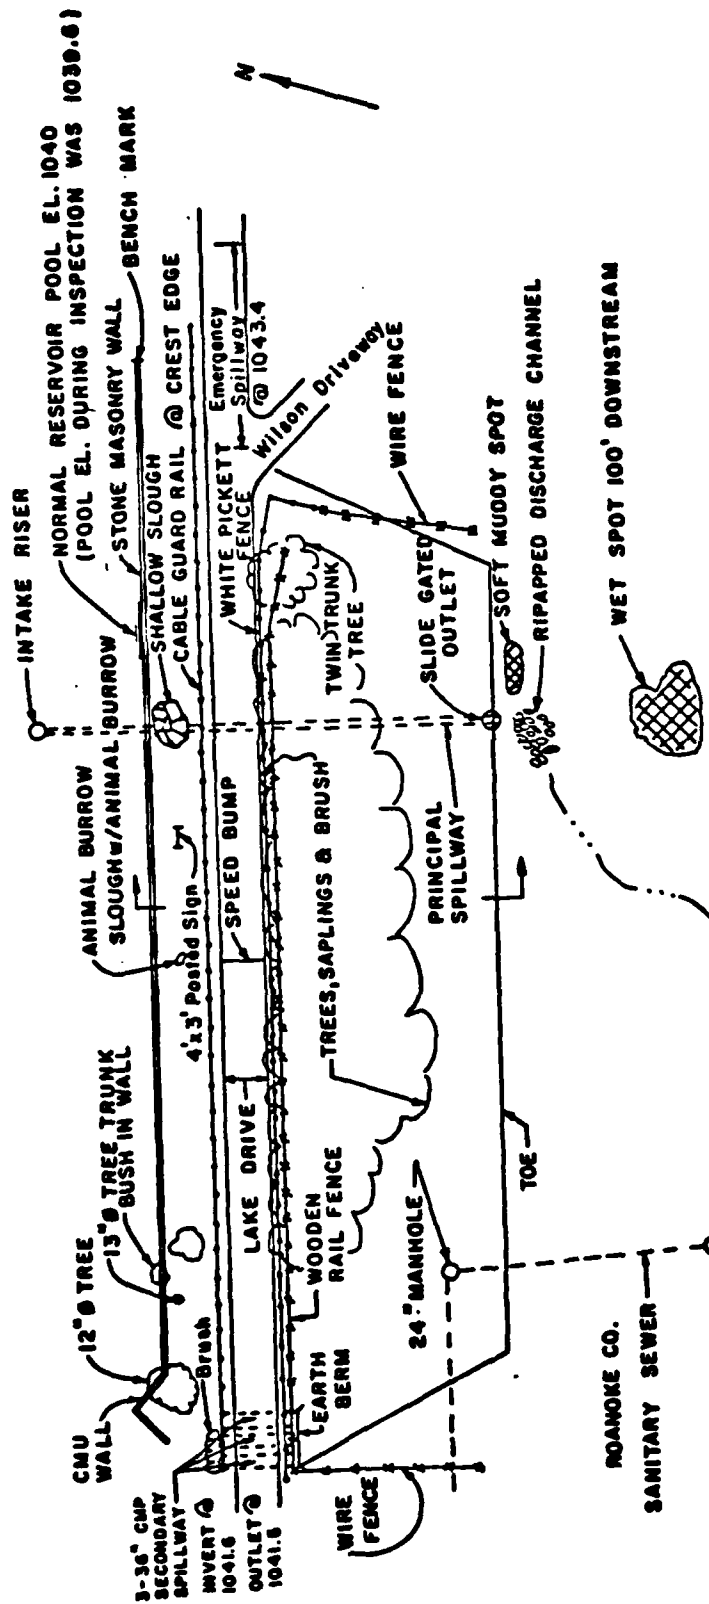 INTAKE RISER
NORMAL RESERVOIR POOL EL. 1040
(POOL EL. DURING INSPECTION WAS 1039.6)
STONE MASONRY WALL
BENCH MARK
N
ANIMAL BURROW
SLOUGH w/ANIMAL BURROW
SHALLOW SLOUGH
CABLE GUARD RAIL @ CREST EDGE
12" Ø TREE
13" Ø TREE TRUNK
BUSH IN WALL
CMU
WALL
Brush
4'x3' Posted Sign
3-36" CMP
SECONDARY
SPILLWAY
INVERT @
1041.6
OUTLET @
1041.5
LAKE DRIVE
SPEED BUMP
WHITE PICKETT
FENCE
Emergency
Spillway
@ 1043.4
Wilson Driveway
WIRE FENCE
TWIN TRUNK
TREE
EARTH
BERM
WOODEN
RAIL FENCE
TREES, SAPLINGS & BRUSH
WIRE
FENCE
24" MANHOLE
PRINCIPAL
SPILLWAY
SLIDE GATED
OUTLET
SOFT MUDDY SPOT
RIPAPPED DISCHARGE CHANNEL
TOE
WET SPOT 100' DOWNSTREAM
ROANOKE CO.
SANITARY SEWER